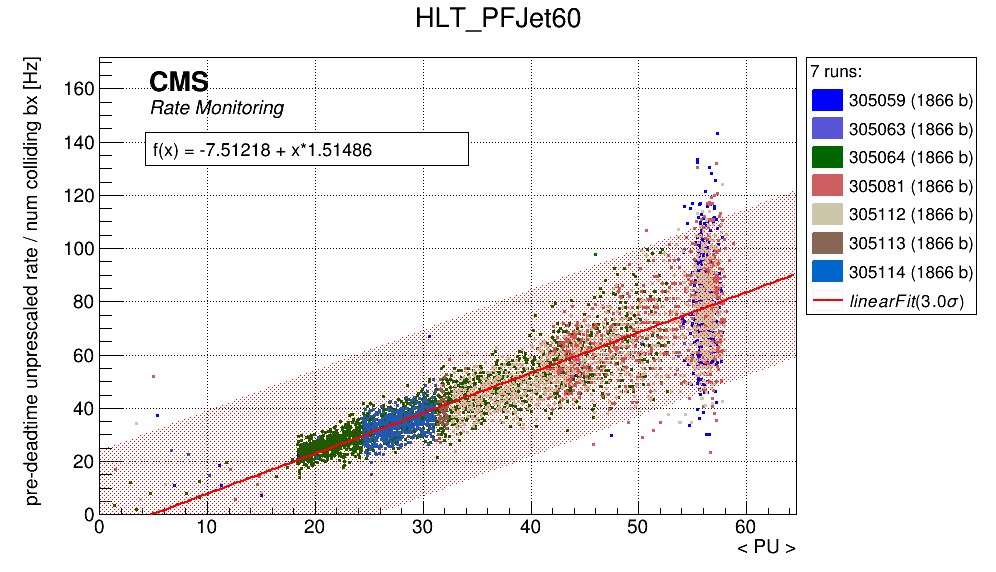 HLT_PFJet60
pre-deadtime unprescaled rate / num colliding bx [Hz]
CMS
Rate Monitoring
f(x) = -7.51218 + x*1.51486
160
140
120
100
80
60
40
20
0
0 10 20 30 40 50 60
< PU >
7 runs:
305059 (1866 b)
305063 (1866 b)
305064 (1866 b)
305081 (1866 b)
305112 (1866 b)
305113 (1866 b)
305114 (1866 b)
linearFit(3.0σ)